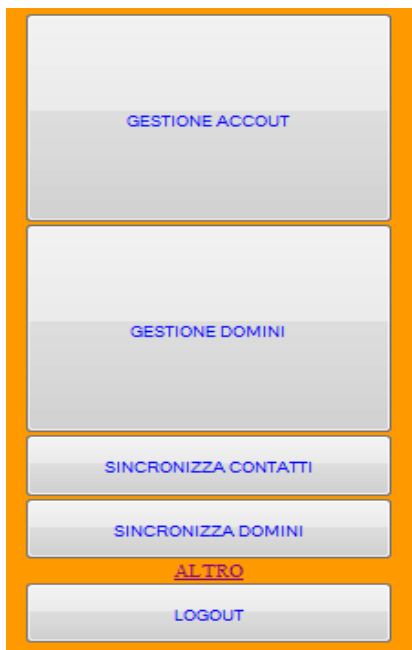 GESTIONE ACCOUT
GESTIONE DOMINI
SINCRONIZZA CONTATTI
SINCRONIZZA DOMINI
ALTRO
LOGOUT